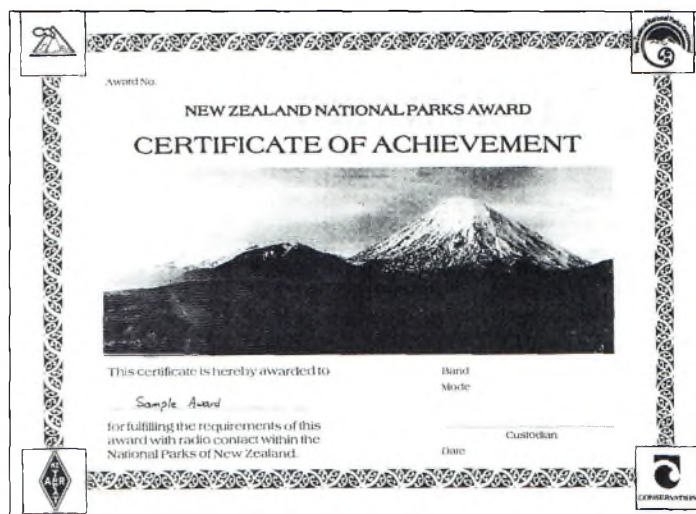 Award No.
NEW ZEALAND NATIONAL PARKS AWARD
CERTIFICATE OF ACHIEVEMENT
This certificate is hereby awarded to
Sample Award
for fulfilling the requirements of this
award with radio contact within the
National Parks of New Zealand.
Band
Mode
Custodian
Date
CONSERVATION